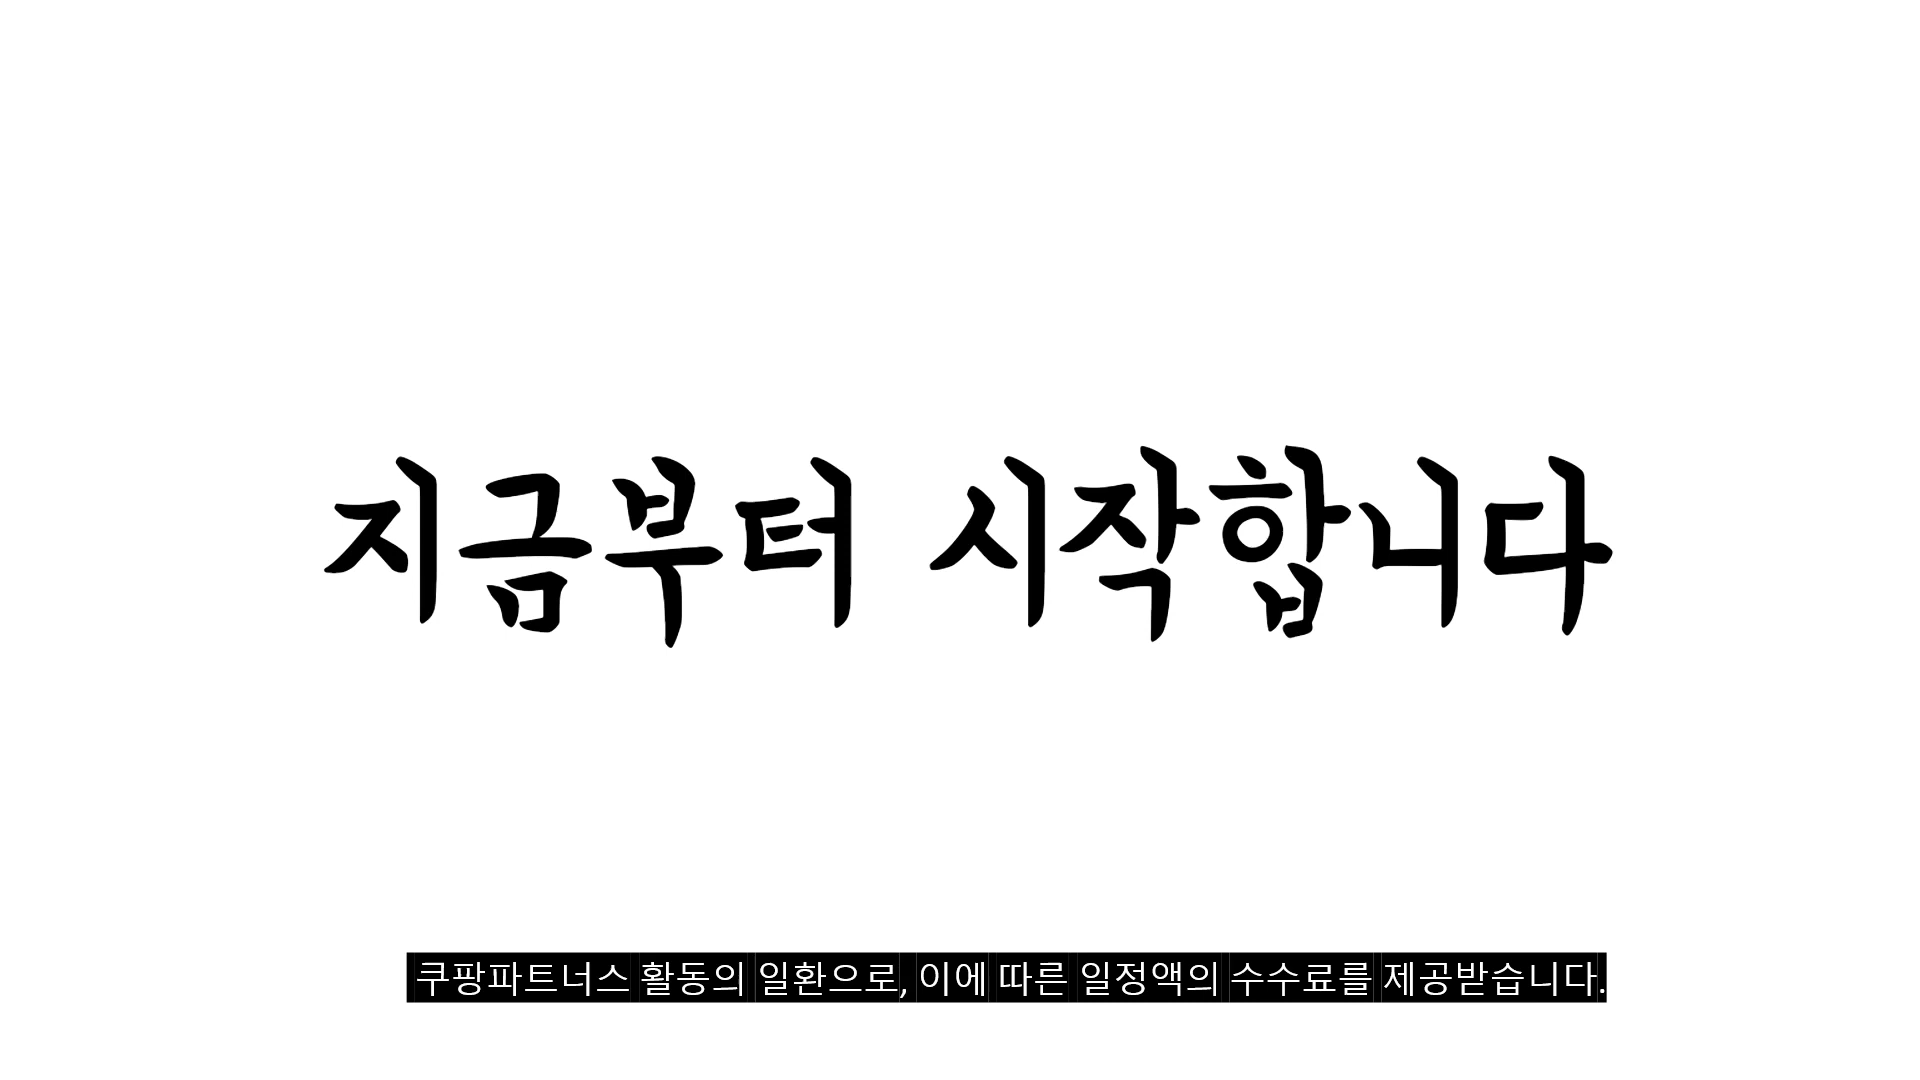 지금부터 시작합니다
쿠팡파트너스 활동의 일환으로, 이에 따른 일정액의 수수료를 제공받습니다.